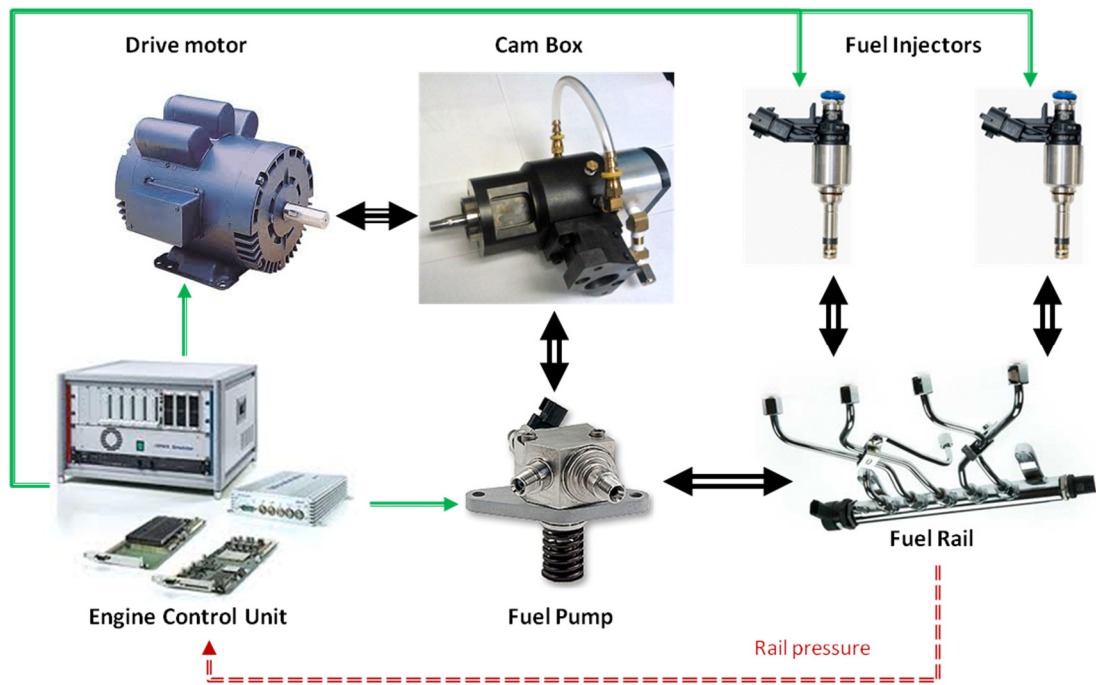 Drive motor
Cam Box
Fuel Injectors
Fuel Rail
Engine Control Unit
Fuel Pump
Rail pressure